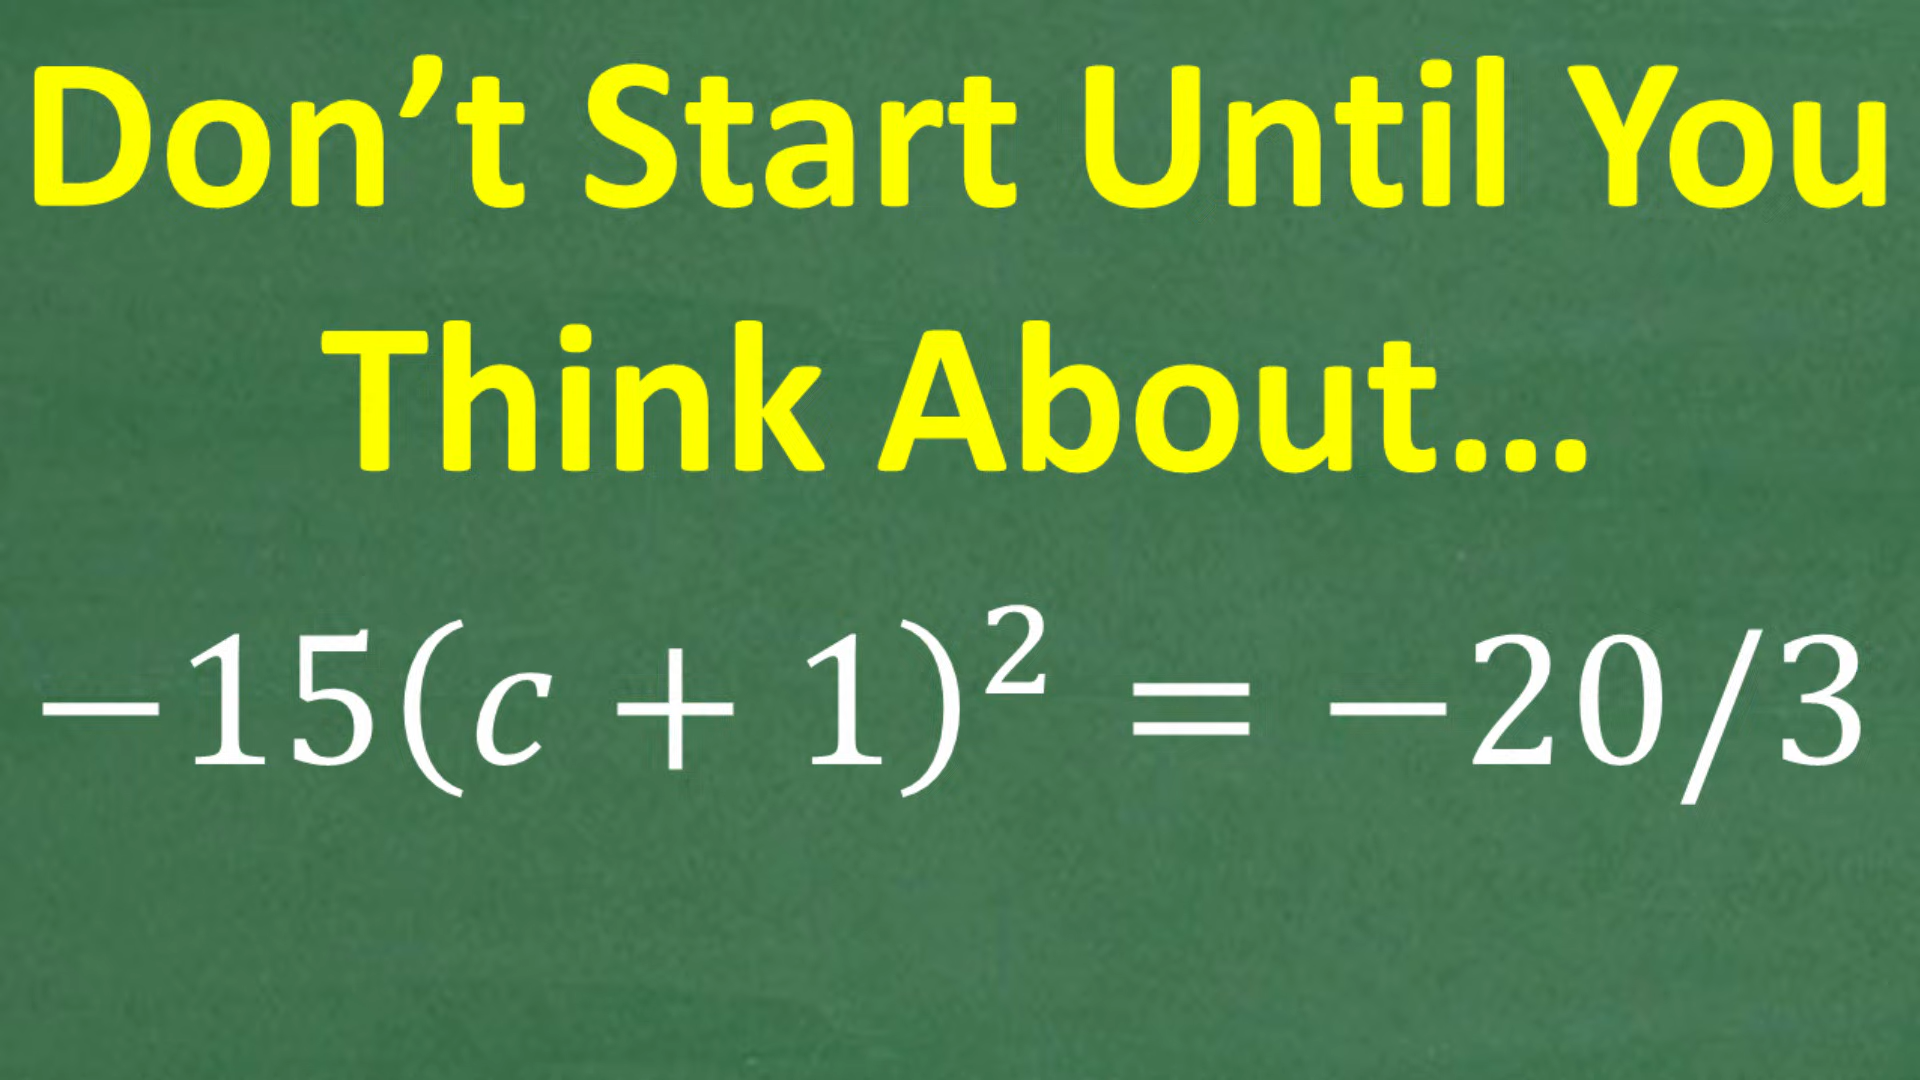 Don’t Start Until You
Think About...
−15(c + 1)² = −20/3